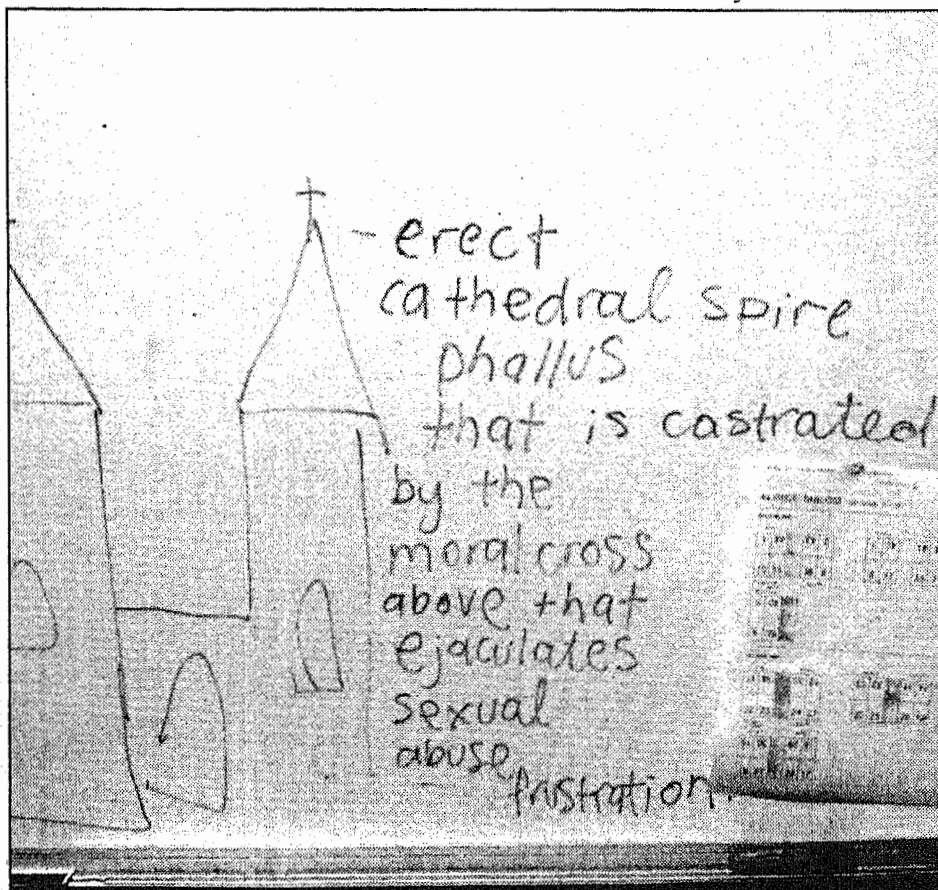 - erect
cathedral spire
phallus
that is castrated
by the
moral cross
above that
ejaculates
sexual
abuse
frustration.